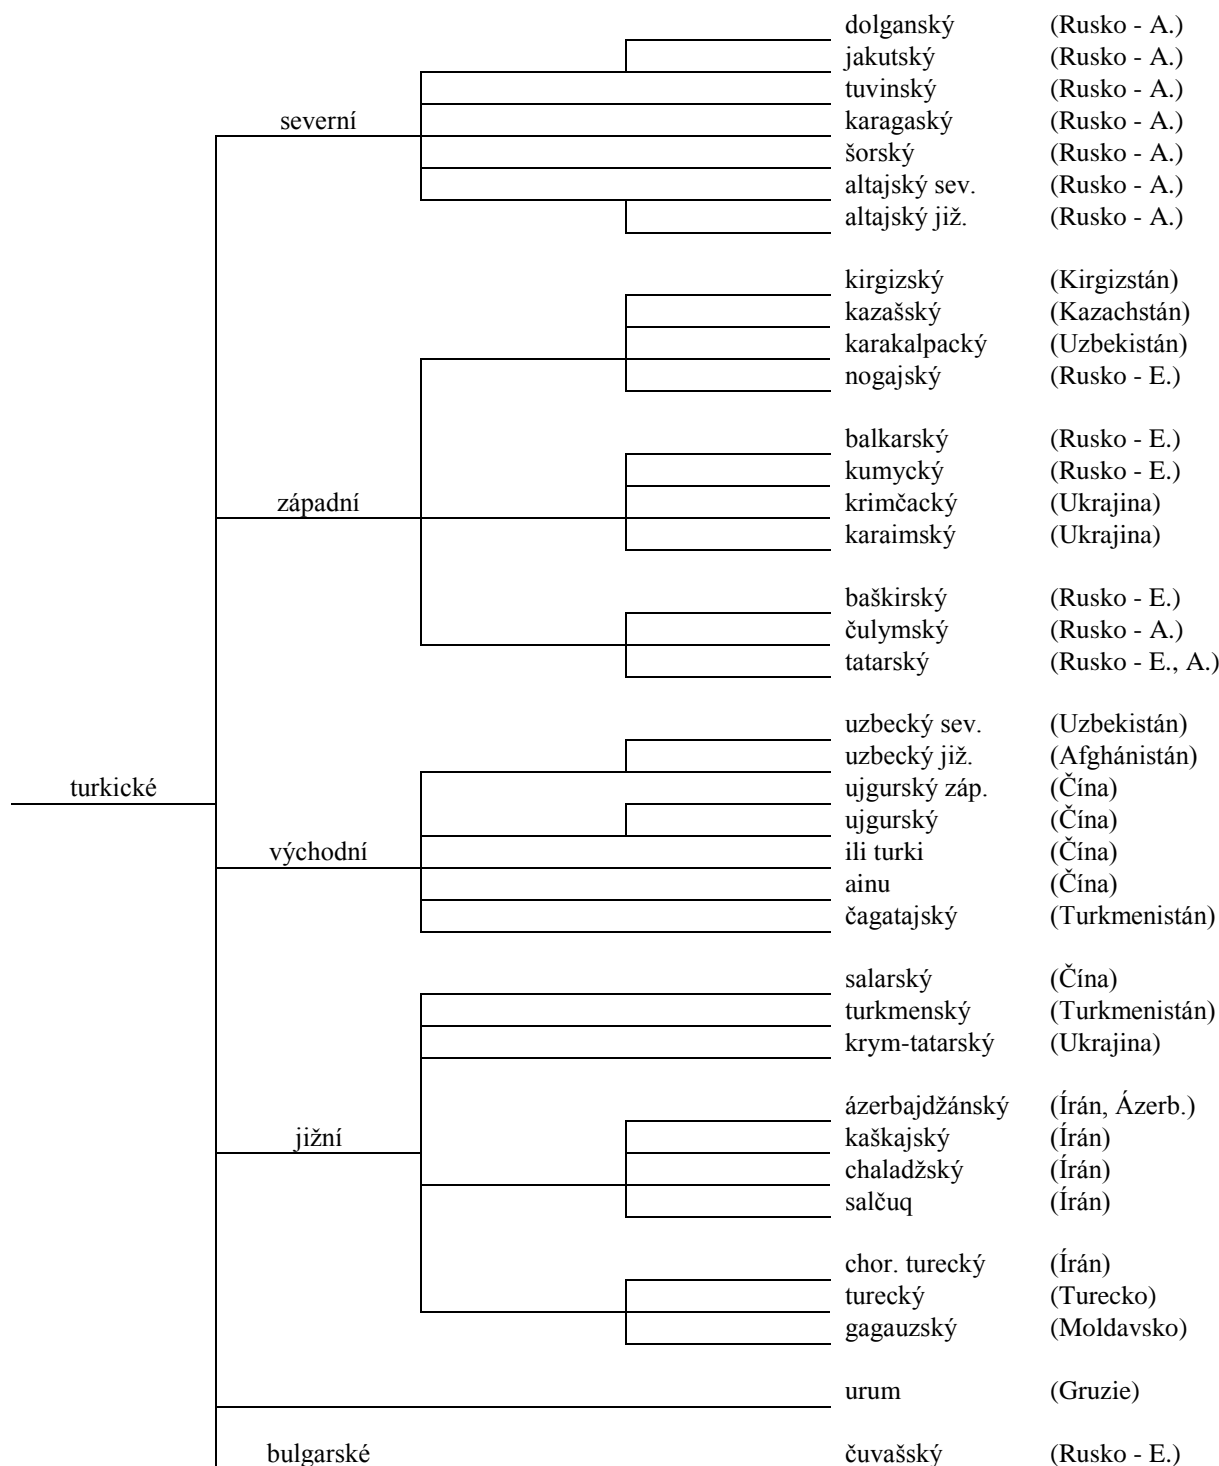 dolganský (Rusko - A.)
jakutský (Rusko - A.)
tuvinský (Rusko - A.)
severní karagaský (Rusko - A.)
šorský (Rusko - A.)
altajský sev. (Rusko - A.)
altajský již. (Rusko - A.)
kirgizský (Kirgizstán)
kazašský (Kazachstán)
karakalpacký (Uzbekistán)
nogajský (Rusko - E.)
balkarský (Rusko - E.)
kumycký (Rusko - E.)
západní krimčacký (Ukrajina)
karaimský (Ukrajina)
baškirský (Rusko - E.)
čulymský (Rusko - A.)
tatarský (Rusko - E., A.)
uzbecký sev. (Uzbekistán)
uzbecký již. (Afghánistán)
turkické ujgurský záp. (Čína)
ujgurský (Čína)
východní ili turki (Čína)
ainu (Čína)
čagatajský (Turkmenistán)
salarský (Čína)
turkmenský (Turkmenistán)
krym-tatarský (Ukrajina)
ázerbajdžánský (Írán, Ázerb.)
jižní kaškajský (Írán)
chaladžský (Írán)
salčuq (Írán)
chor. turecký (Írán)
turecký (Turecko)
gagauzský (Moldavsko)
urum (Gruzie)
bulgarské čuvašský (Rusko - E.)